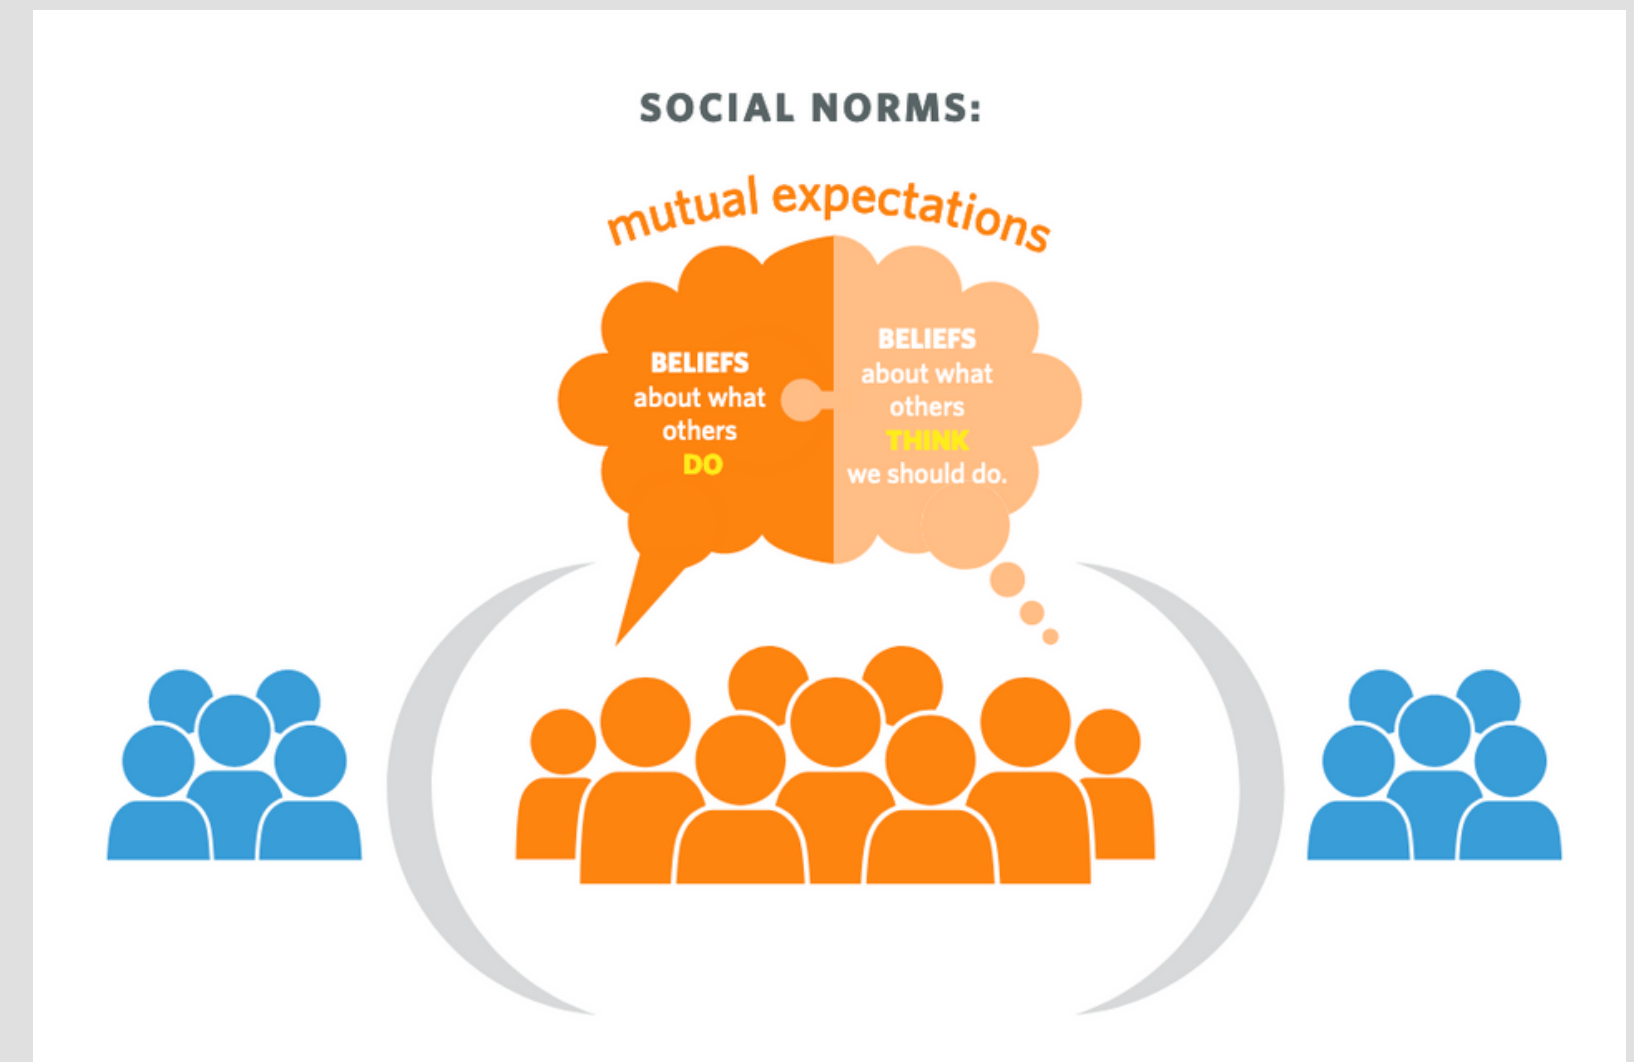 SOCIAL NORMS:
mutual expectations
BELIEFS
about what
others
DO
BELIEFS
about what
others
THINK
we should do.